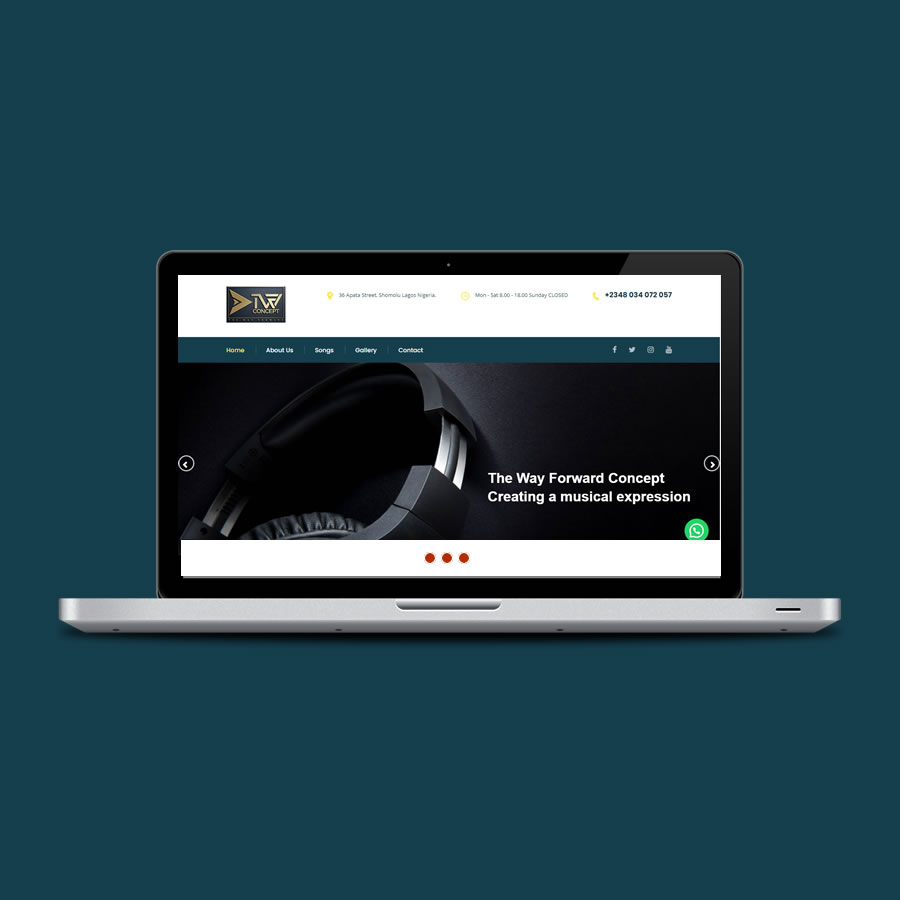 TWF
CONCEPT
36 Apata Street, Shomolu Lagos Nigeria.
Mon - Sat 8.00 - 18.00 Sunday CLOSED
+2348 034 072 057
Home
About Us
Songs
Gallery
Contact
The Way Forward Concept
Creating a musical expression